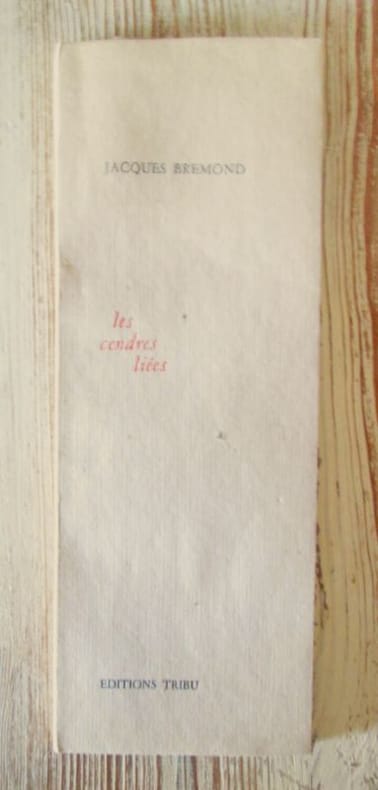 JACQUES BREMOND
les
cendres
liées
EDITIONS TRIBU